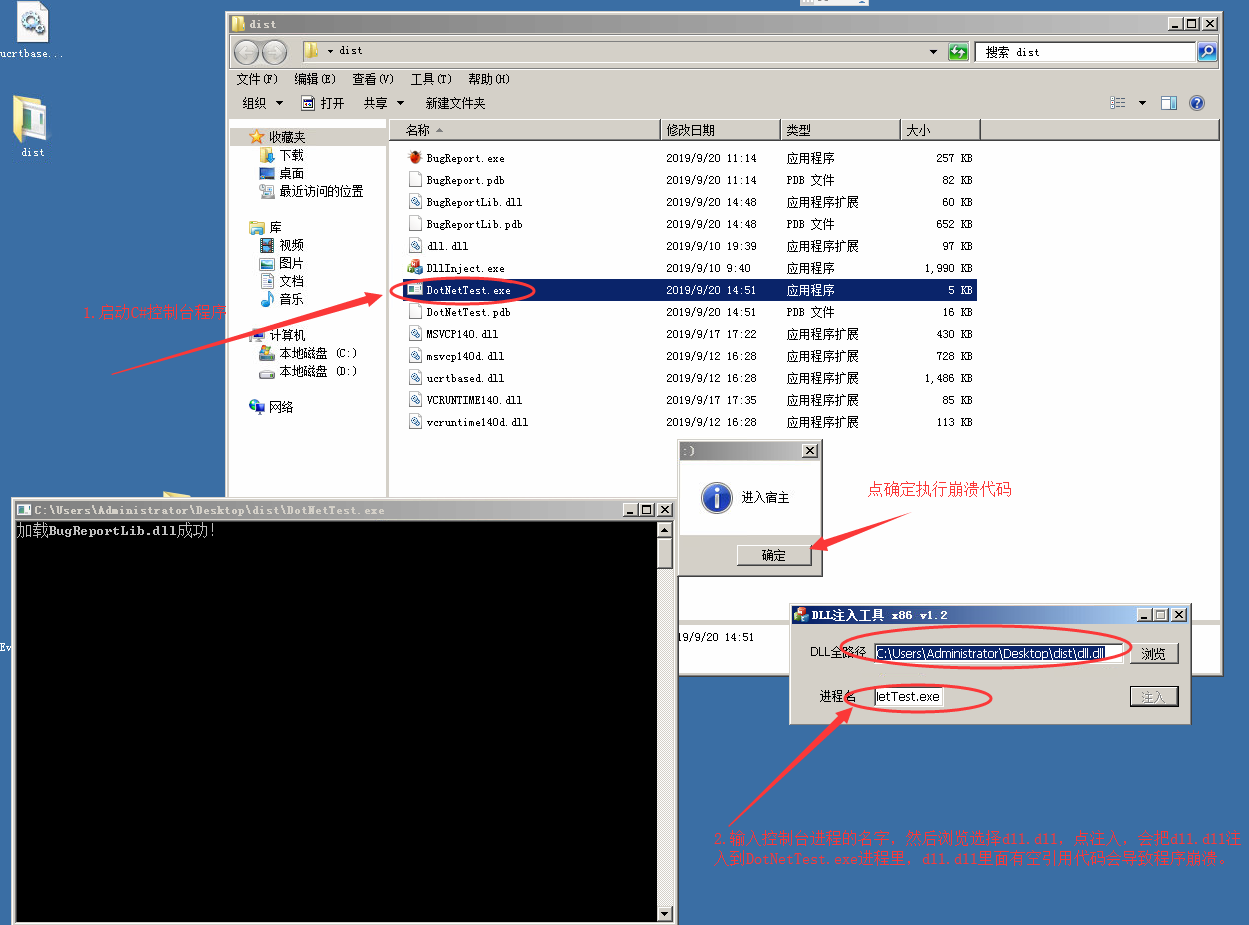 ucrtbase...
dist
dist
dist
搜索 dist
文件(F) 编辑(E) 查看(V) 工具(T) 帮助(H)
组织 打开 共享 新建文件夹
收藏夹
下载
桌面
最近访问的位置
库
视频
图片
文档
音乐
计算机
本地磁盘 (C:)
本地磁盘 (D:)
网络
名称 修改日期 类型 大小
BugReport.exe 2019/9/20 11:14 应用程序 257 KB
BugReport.pdb 2019/9/20 11:14 PDB 文件 82 KB
BugReportLib.dll 2019/9/20 14:48 应用程序扩展 60 KB
BugReportLib.pdb 2019/9/20 14:48 PDB 文件 652 KB
dll.dll 2019/9/10 19:39 应用程序扩展 97 KB
DllInject.exe 2019/9/10 9:40 应用程序 1,990 KB
DotNetTest.exe 2019/9/20 14:51 应用程序 5 KB
DotNetTest.pdb 2019/9/20 14:51 PDB 文件 16 KB
MSVCP140.dll 2019/9/17 17:22 应用程序扩展 430 KB
msvcp140d.dll 2019/9/12 16:28 应用程序扩展 728 KB
ucrtbased.dll 2019/9/12 16:28 应用程序扩展 1,486 KB
VCRUNTIME140.dll 2019/9/17 17:35 应用程序扩展 85 KB
vcruntime140d.dll 2019/9/12 16:28 应用程序扩展 113 KB
1.启动C#控制台程序
:)
进入宿主
确定
点确定执行崩溃代码
C:\Users\Administrator\Desktop\dist\DotNetTest.exe
加载BugReportLib.dll成功!
19/9/20 14:51
DLL注入工具 x86 v1.2
DLL全路径 C:\Users\Administrator\Desktop\dist\dll.dll 浏览
进程名 letTest.exe 注入
Ev
2.输入控制台进程的名字，然后浏览选择dll.dll，点注入，会把dll.dll注
入到DotNetTest.exe进程里，dll.dll里面有空引用代码会导致程序崩溃。